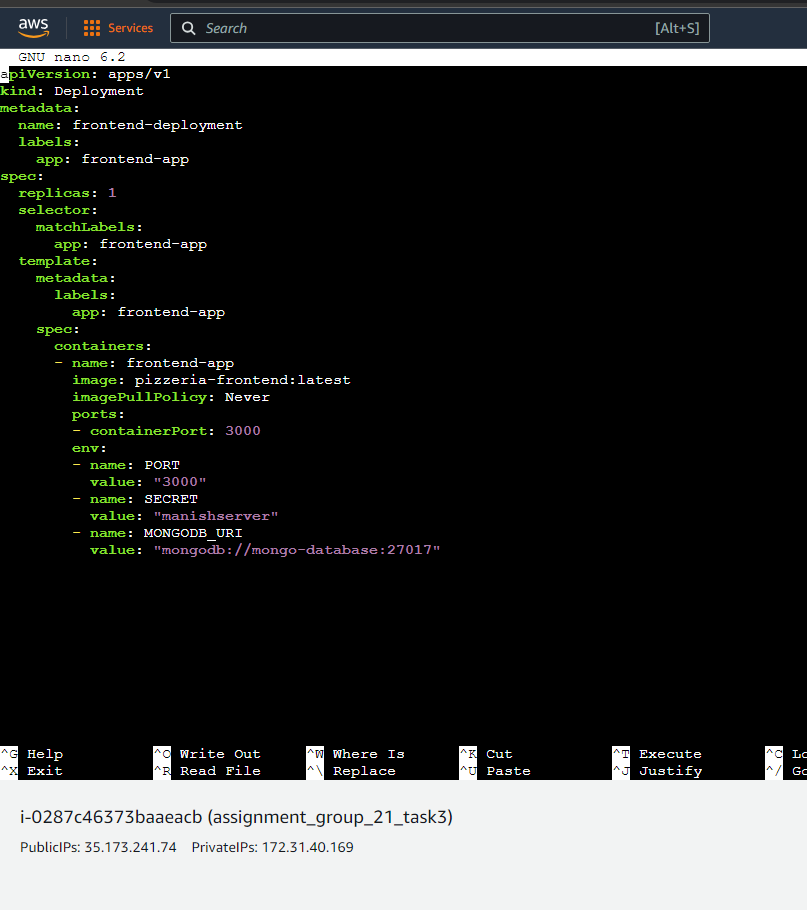 aws Services Search [Alt+S]
GNU nano 6.2
apiVersion: apps/v1
kind: Deployment
metadata:
  name: frontend-deployment
  labels:
    app: frontend-app
spec:
  replicas: 1
  selector:
    matchLabels:
      app: frontend-app
  template:
    metadata:
      labels:
        app: frontend-app
    spec:
      containers:
      - name: frontend-app
        image: pizzeria-frontend:latest
        imagePullPolicy: Never
        ports:
        - containerPort: 3000
        env:
        - name: PORT
          value: "3000"
        - name: SECRET
          value: "manishserver"
        - name: MONGODB_URI
          value: "mongodb://mongo-database:27017"
^G Help ^O Write Out ^W Where Is ^K Cut ^T Execute ^C Lo
^X Exit ^R Read File ^\ Replace ^U Paste ^J Justify ^/ Go
i-0287c46373baaeacb (assignment_group_21_task3)
PublicIPs: 35.173.241.74 PrivateIPs: 172.31.40.169